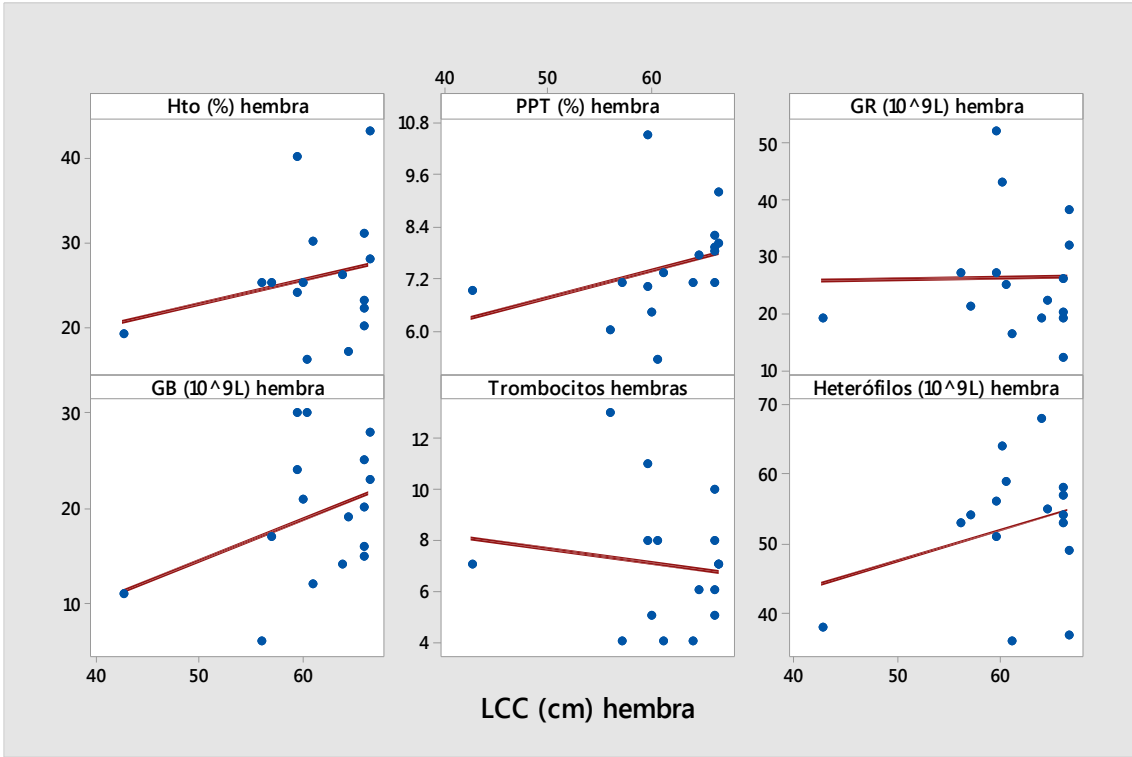 40 60
Hto (%) hembra
PPT (%) hembra
GR (10^9L) hembra
40
30
20
10.8
9.6
8.4
7.2
6.0
50
40
30
20
10
GB (10^9L) hembra
Trombocitos hembras
Heterófilos (10^9L) hembra
30
20
10
12
10
8
6
4
70
60
50
40
40 50 60
40 50 60
LCC (cm) hembra